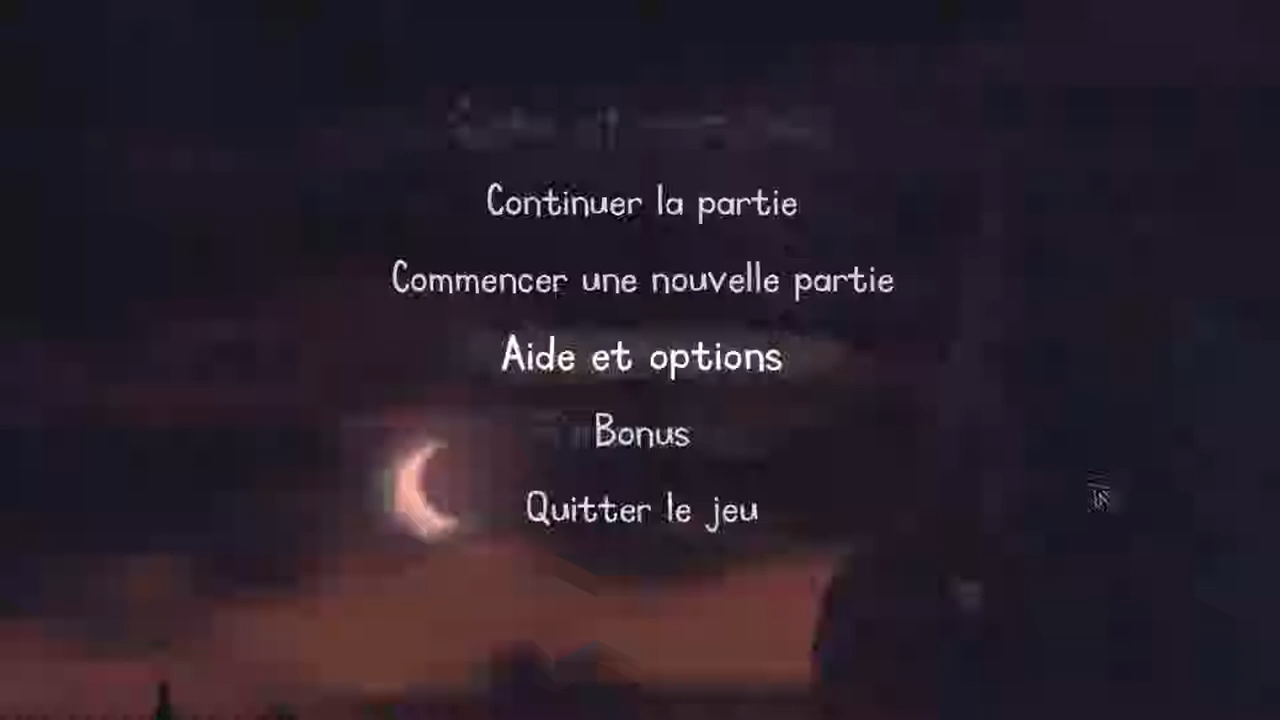 Continuer la partie
Commencer une nouvelle partie
Aide et options
Bonus
Quitter le jeu